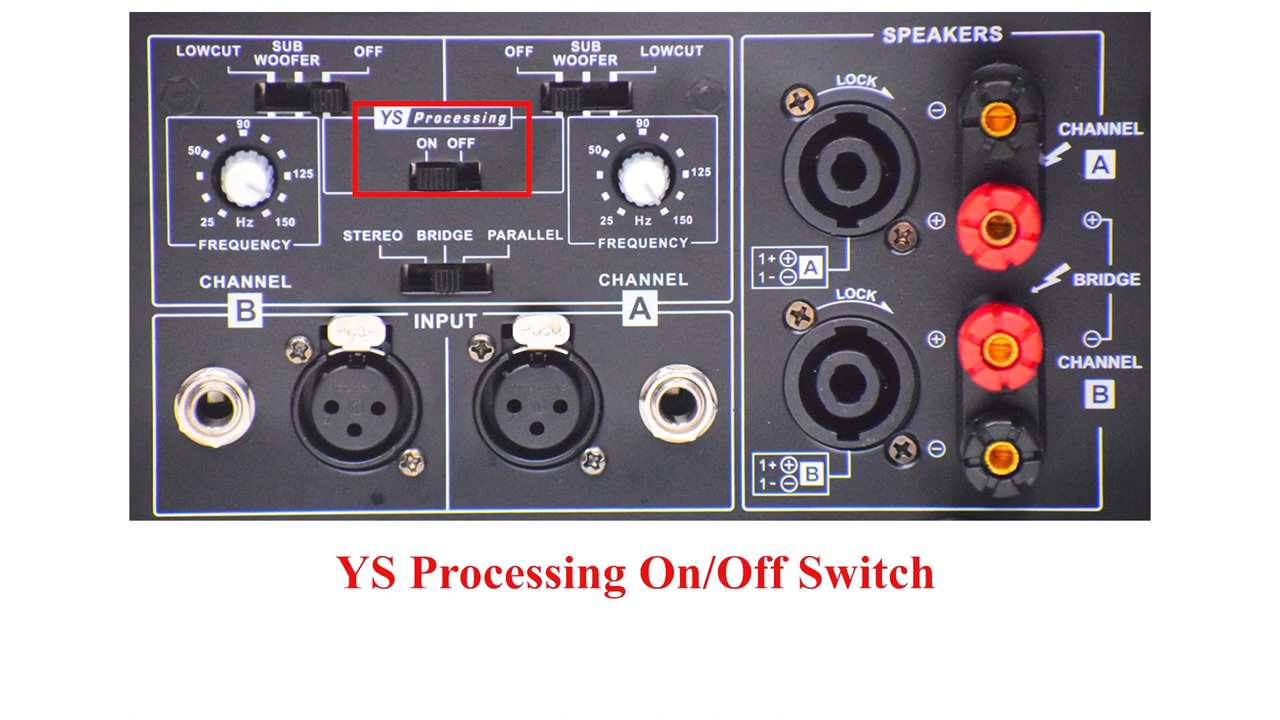 LOWCUT
SUB
WOOFER
OFF
OFF
SUB
WOOFER
LOWCUT
YS Processing
ON OFF
50
90
125
25 Hz 150
FREQUENCY
50
90
125
25 Hz 150
FREQUENCY
STEREO BRIDGE PARALLEL
CHANNEL
B
CHANNEL
A
INPUT
PUSH
PUSH
SPEAKERS
LOCK
1+ A
1-
LOCK
1+ B
1-
CHANNEL
A
BRIDGE
CHANNEL
B
YS Processing On/Off Switch